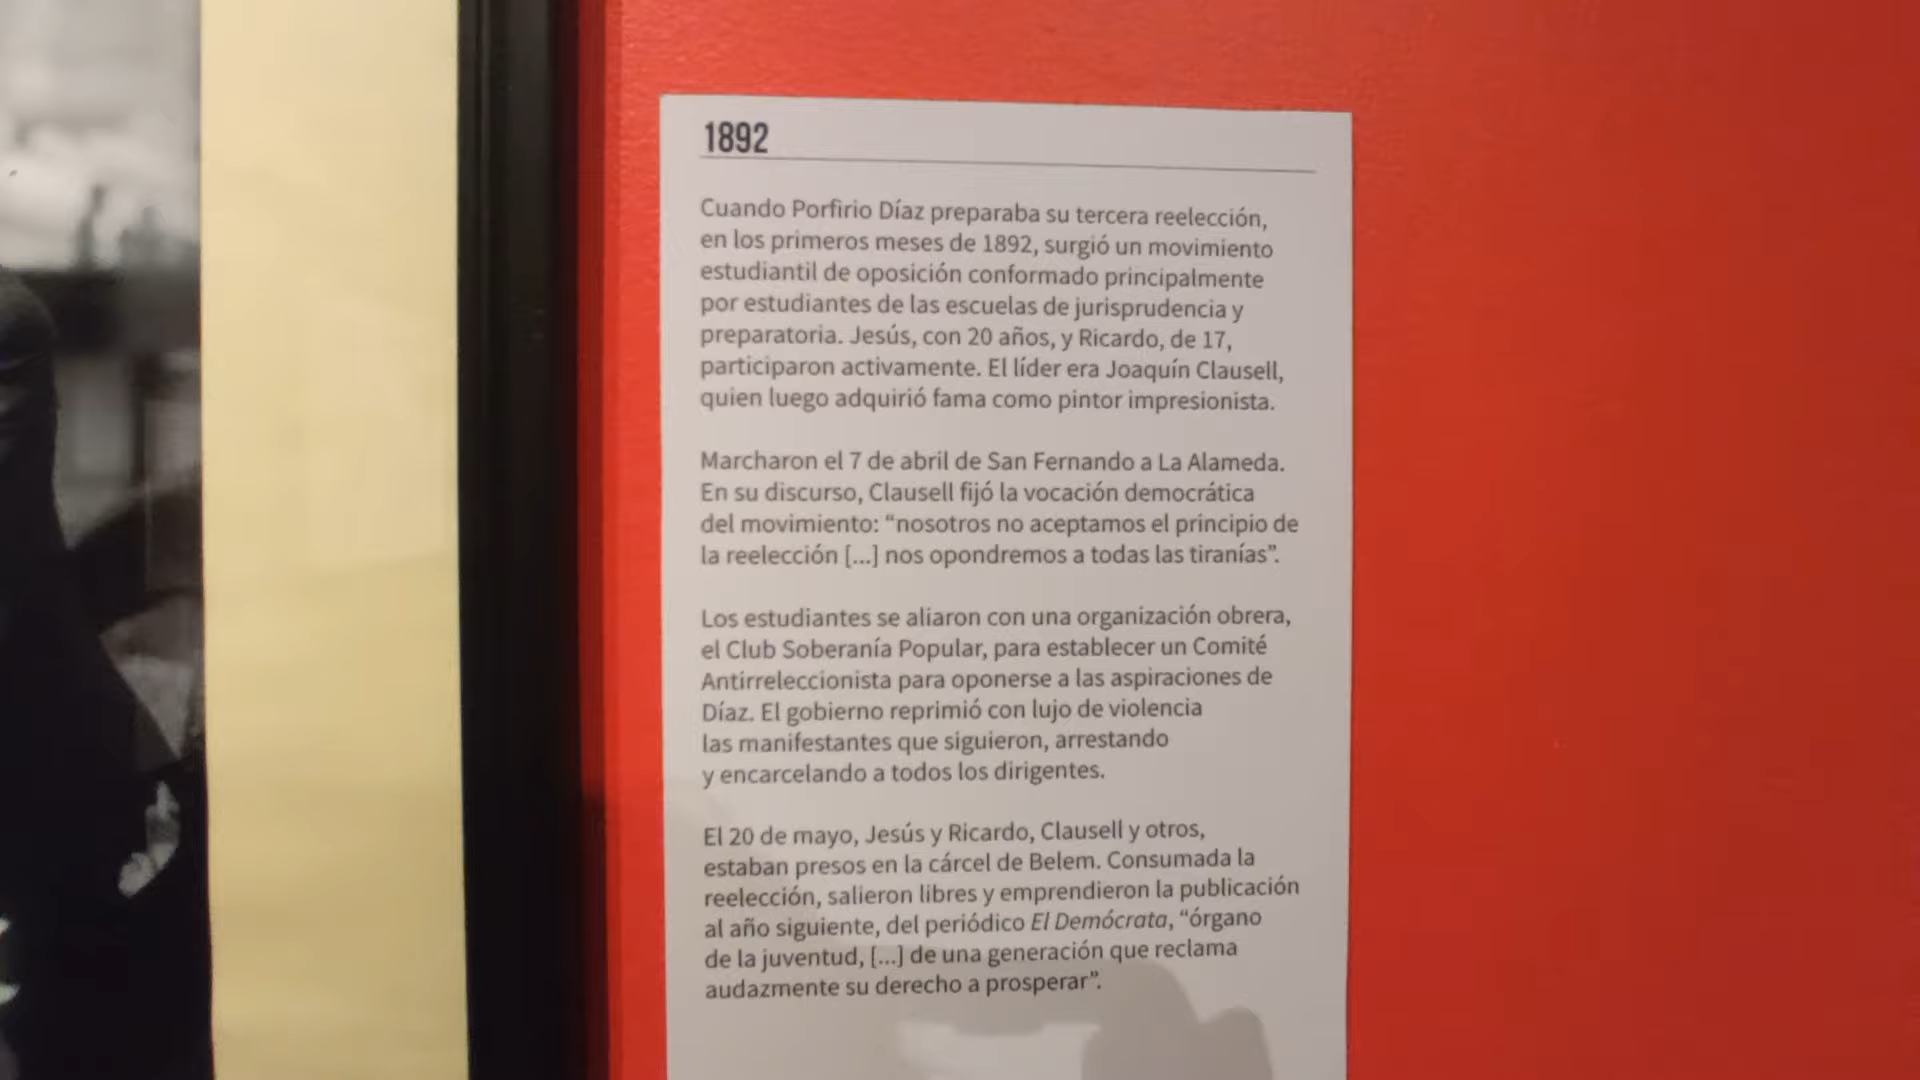 1892
Cuando Porfirio Díaz preparaba su tercera reelección,
en los primeros meses de 1892, surgió un movimiento
estudiantil de oposición conformado principalmente
por estudiantes de las escuelas de jurisprudencia y
preparatoria. Jesús, con 20 años, y Ricardo, de 17,
participaron activamente. El líder era Joaquín Clausell,
quien luego adquirió fama como pintor impresionista.
Marcharon el 7 de abril de San Fernando a La Alameda.
En su discurso, Clausell fijó la vocación democrática
del movimiento: “nosotros no aceptamos el principio de
la reelección [...] nos opondremos a todas las tiranías”.
Los estudiantes se aliaron con una organización obrera,
el Club Soberanía Popular, para establecer un Comité
Antirreleccionista para oponerse a las aspiraciones de
Díaz. El gobierno reprimió con lujo de violencia
las manifestantes que siguieron, arrestando
y encarcelando a todos los dirigentes.
El 20 de mayo, Jesús y Ricardo, Clausell y otros,
estaban presos en la cárcel de Belem. Consumada la
reelección, salieron libres y emprendieron la publicación
al año siguiente, del periódico El Demócrata, “órgano
de la juventud, [...] de una generación que reclama
audazmente su derecho a prosperar”.